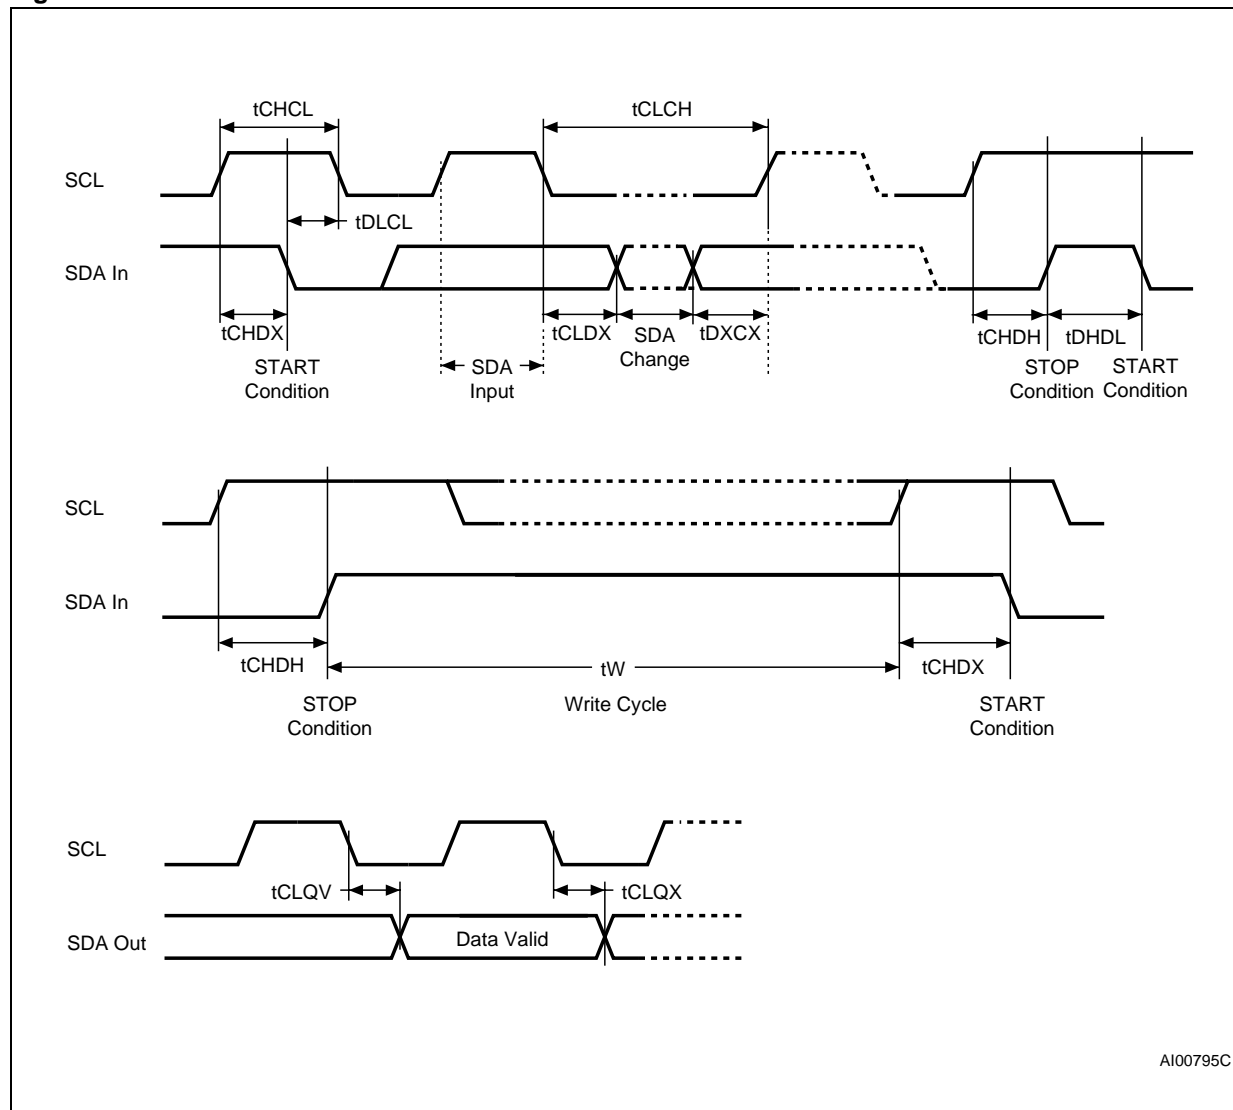 tCHCL
tCLCH
SCL
tDLCL
SDA In
tCHDX
tCLDX
SDA
Change
tDXCX
tCHDH
tDHDL
START
Condition
SDA
Input
STOP
Condition
START
Condition
SCL
SDA In
tCHDH
tW
tCHDX
STOP
Condition
Write Cycle
START
Condition
SCL
tCLQV
tCLQX
SDA Out
Data Valid
AI00795C